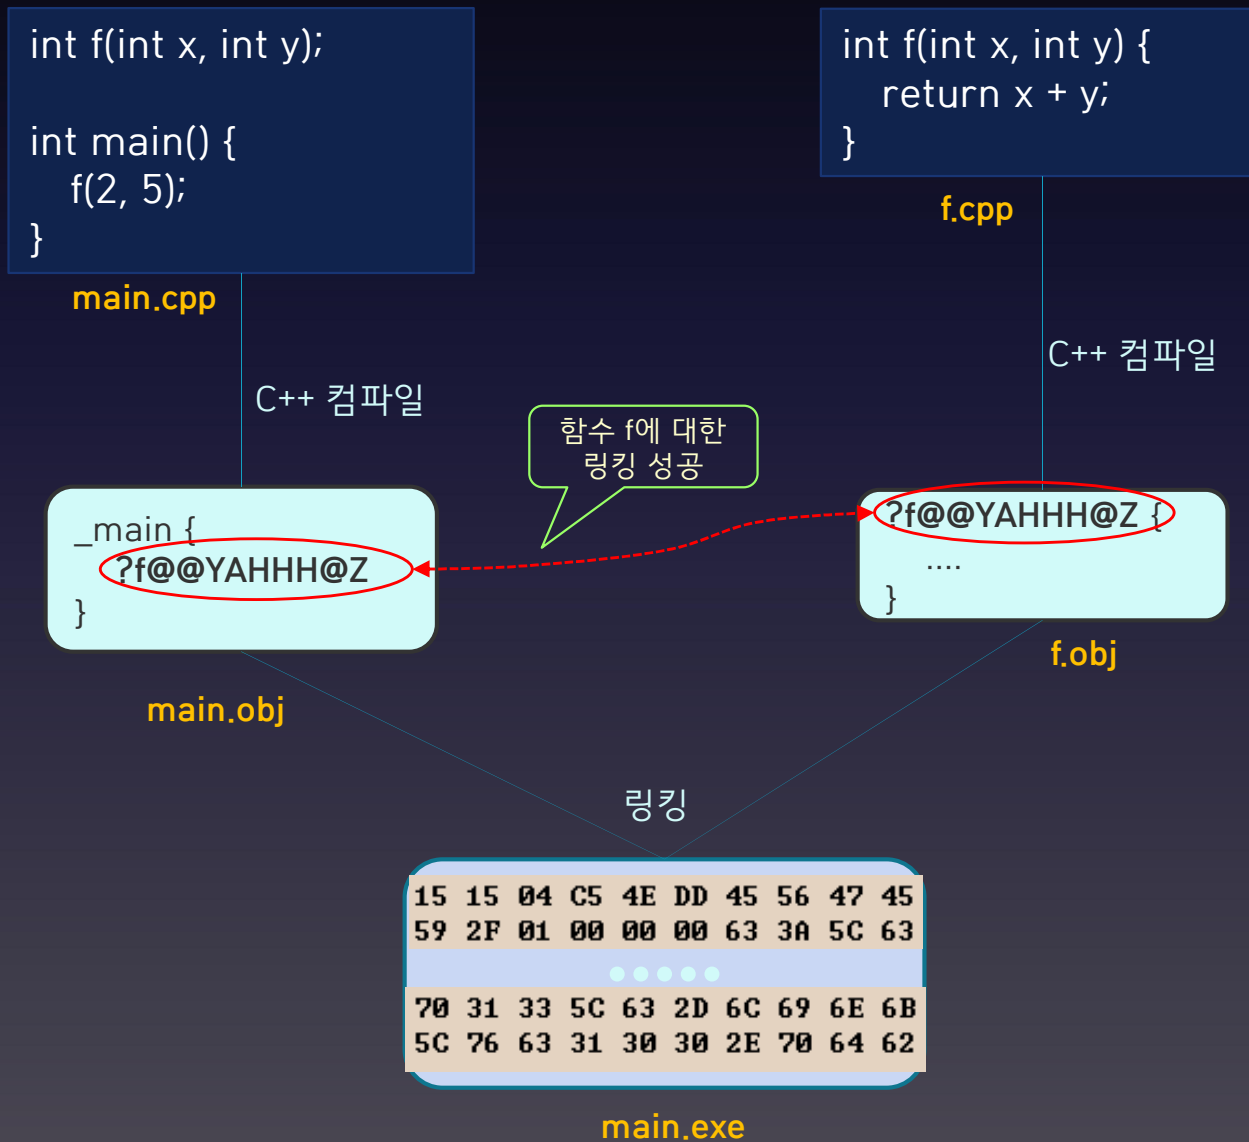 int f(int x, int y);
int main() {
f(2, 5);
}
main.cpp
C++ 컴파일
int f(int x, int y) {
return x + y;
}
f.cpp
C++ 컴파일
함수 f에 대한
링킹 성공
_main {
?f@@YAHHH@Z
}
main.obj
?f@@YAHHH@Z {
....
}
f.obj
링킹
15 15 04 C5 4E DD 45 56 47 45
59 2F 01 00 00 00 63 3A 5C 63
70 31 33 5C 63 2D 6C 69 6E 6B
5C 76 63 31 30 30 2E 70 64 62
main.exe